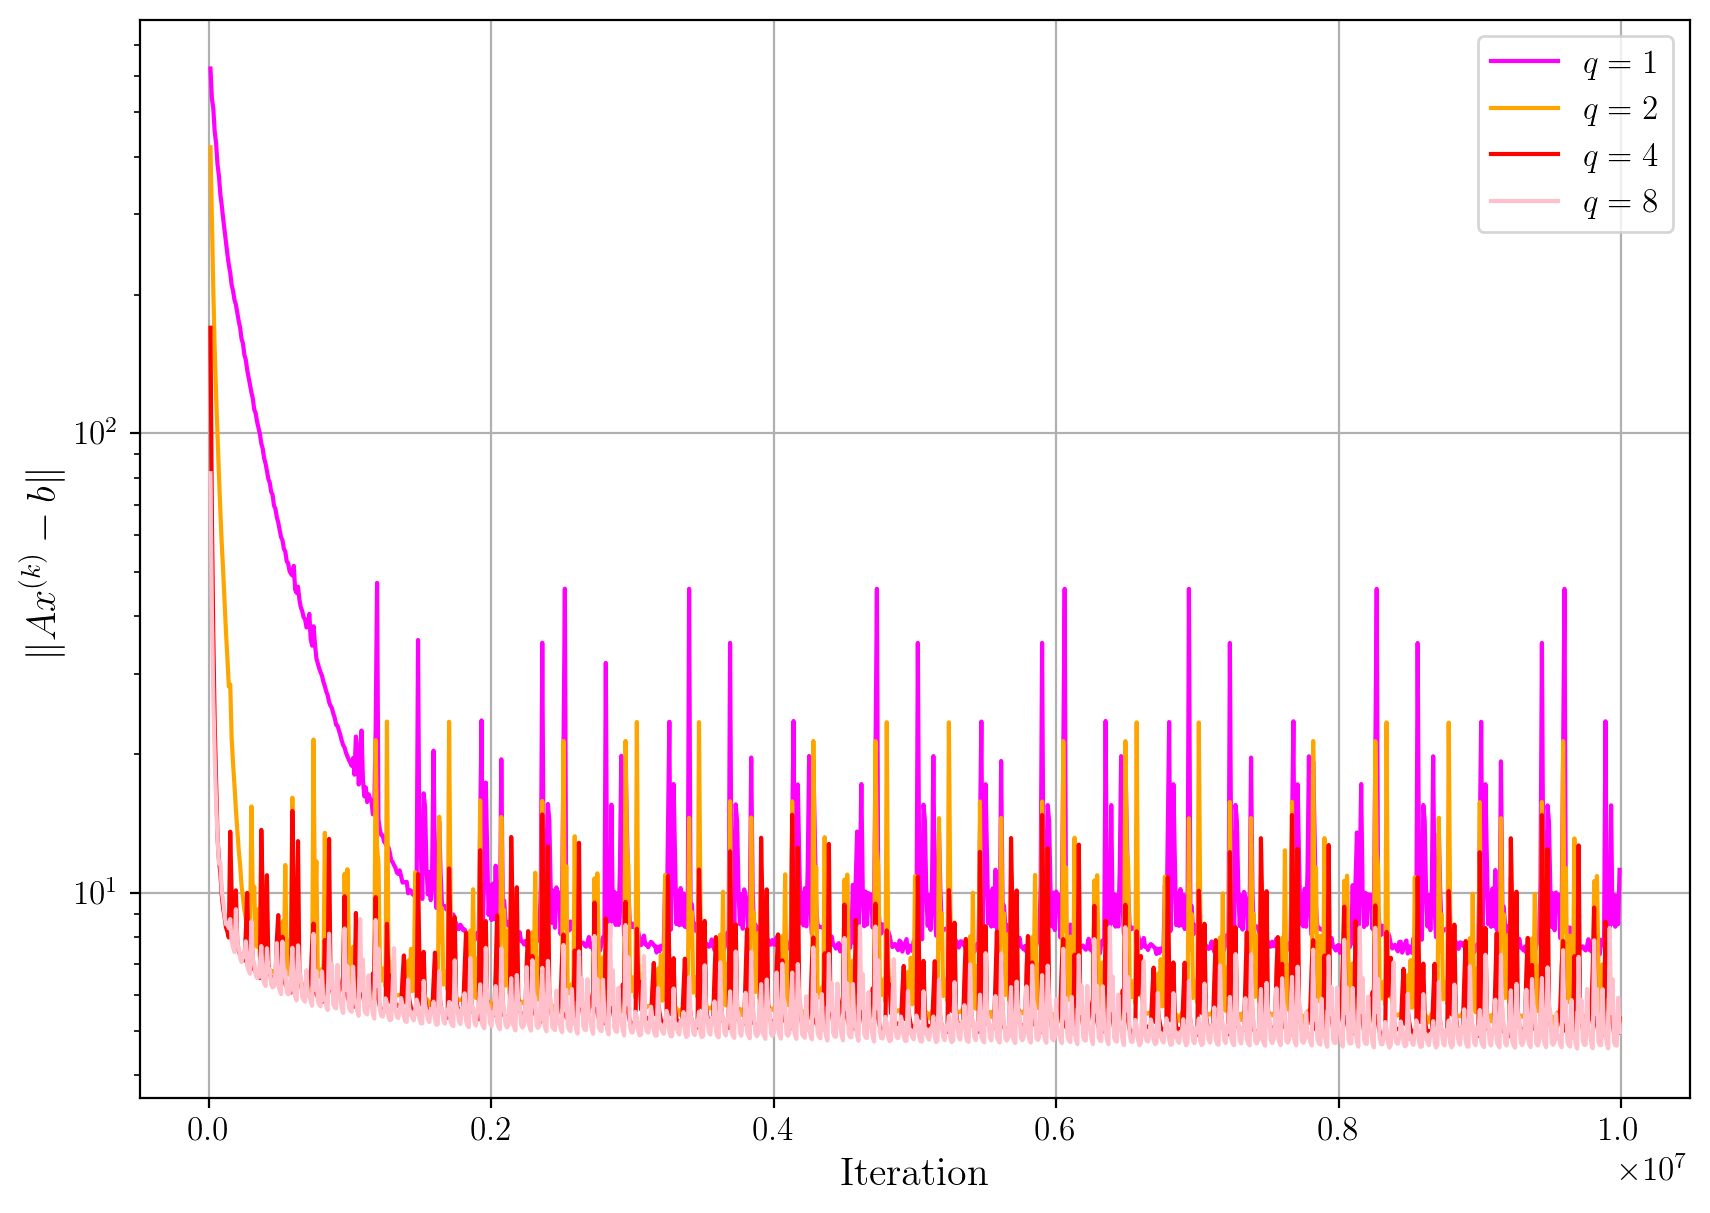 q = 1
q = 2
q = 4
q = 8
||Ax^{(k)} − b||
10^2
10^1
0.0 0.2 0.4 0.6 0.8 1.0
Iteration
×10^7